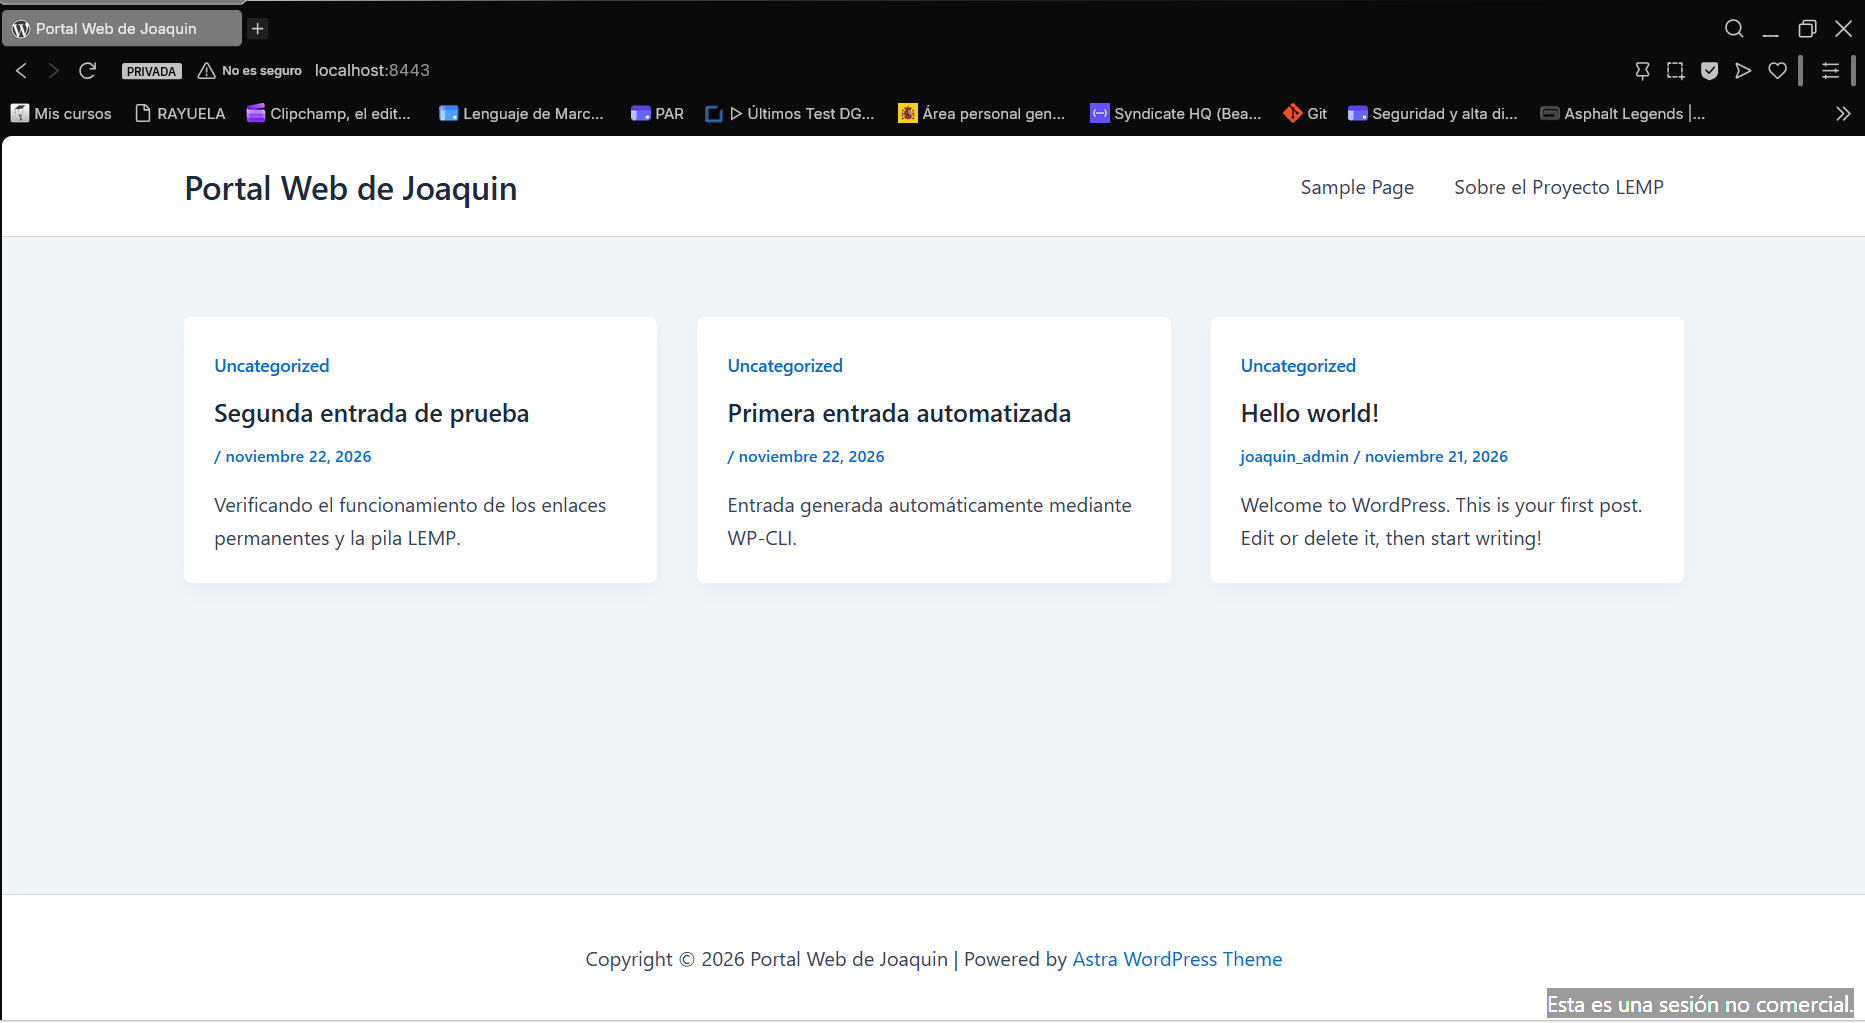 Portal Web de Joaquin
PRIVADA No es seguro localhost:8443
Mis cursos RAYUELA Clipchamp, el edit... Lenguaje de Marc... PAR Últimos Test DG... Área personal gen... Syndicate HQ (Bea... Git Seguridad y alta di... Asphalt Legends |...
Portal Web de Joaquin
Sample Page Sobre el Proyecto LEMP
Uncategorized
Segunda entrada de prueba
/ noviembre 22, 2026
Verificando el funcionamiento de los enlaces
permanentes y la pila LEMP.
Uncategorized
Primera entrada automatizada
/ noviembre 22, 2026
Entrada generada automáticamente mediante
WP-CLI.
Uncategorized
Hello world!
joaquin_admin / noviembre 21, 2026
Welcome to WordPress. This is your first post.
Edit or delete it, then start writing!
Copyright © 2026 Portal Web de Joaquin | Powered by Astra WordPress Theme
Esta es una sesión no comercial.